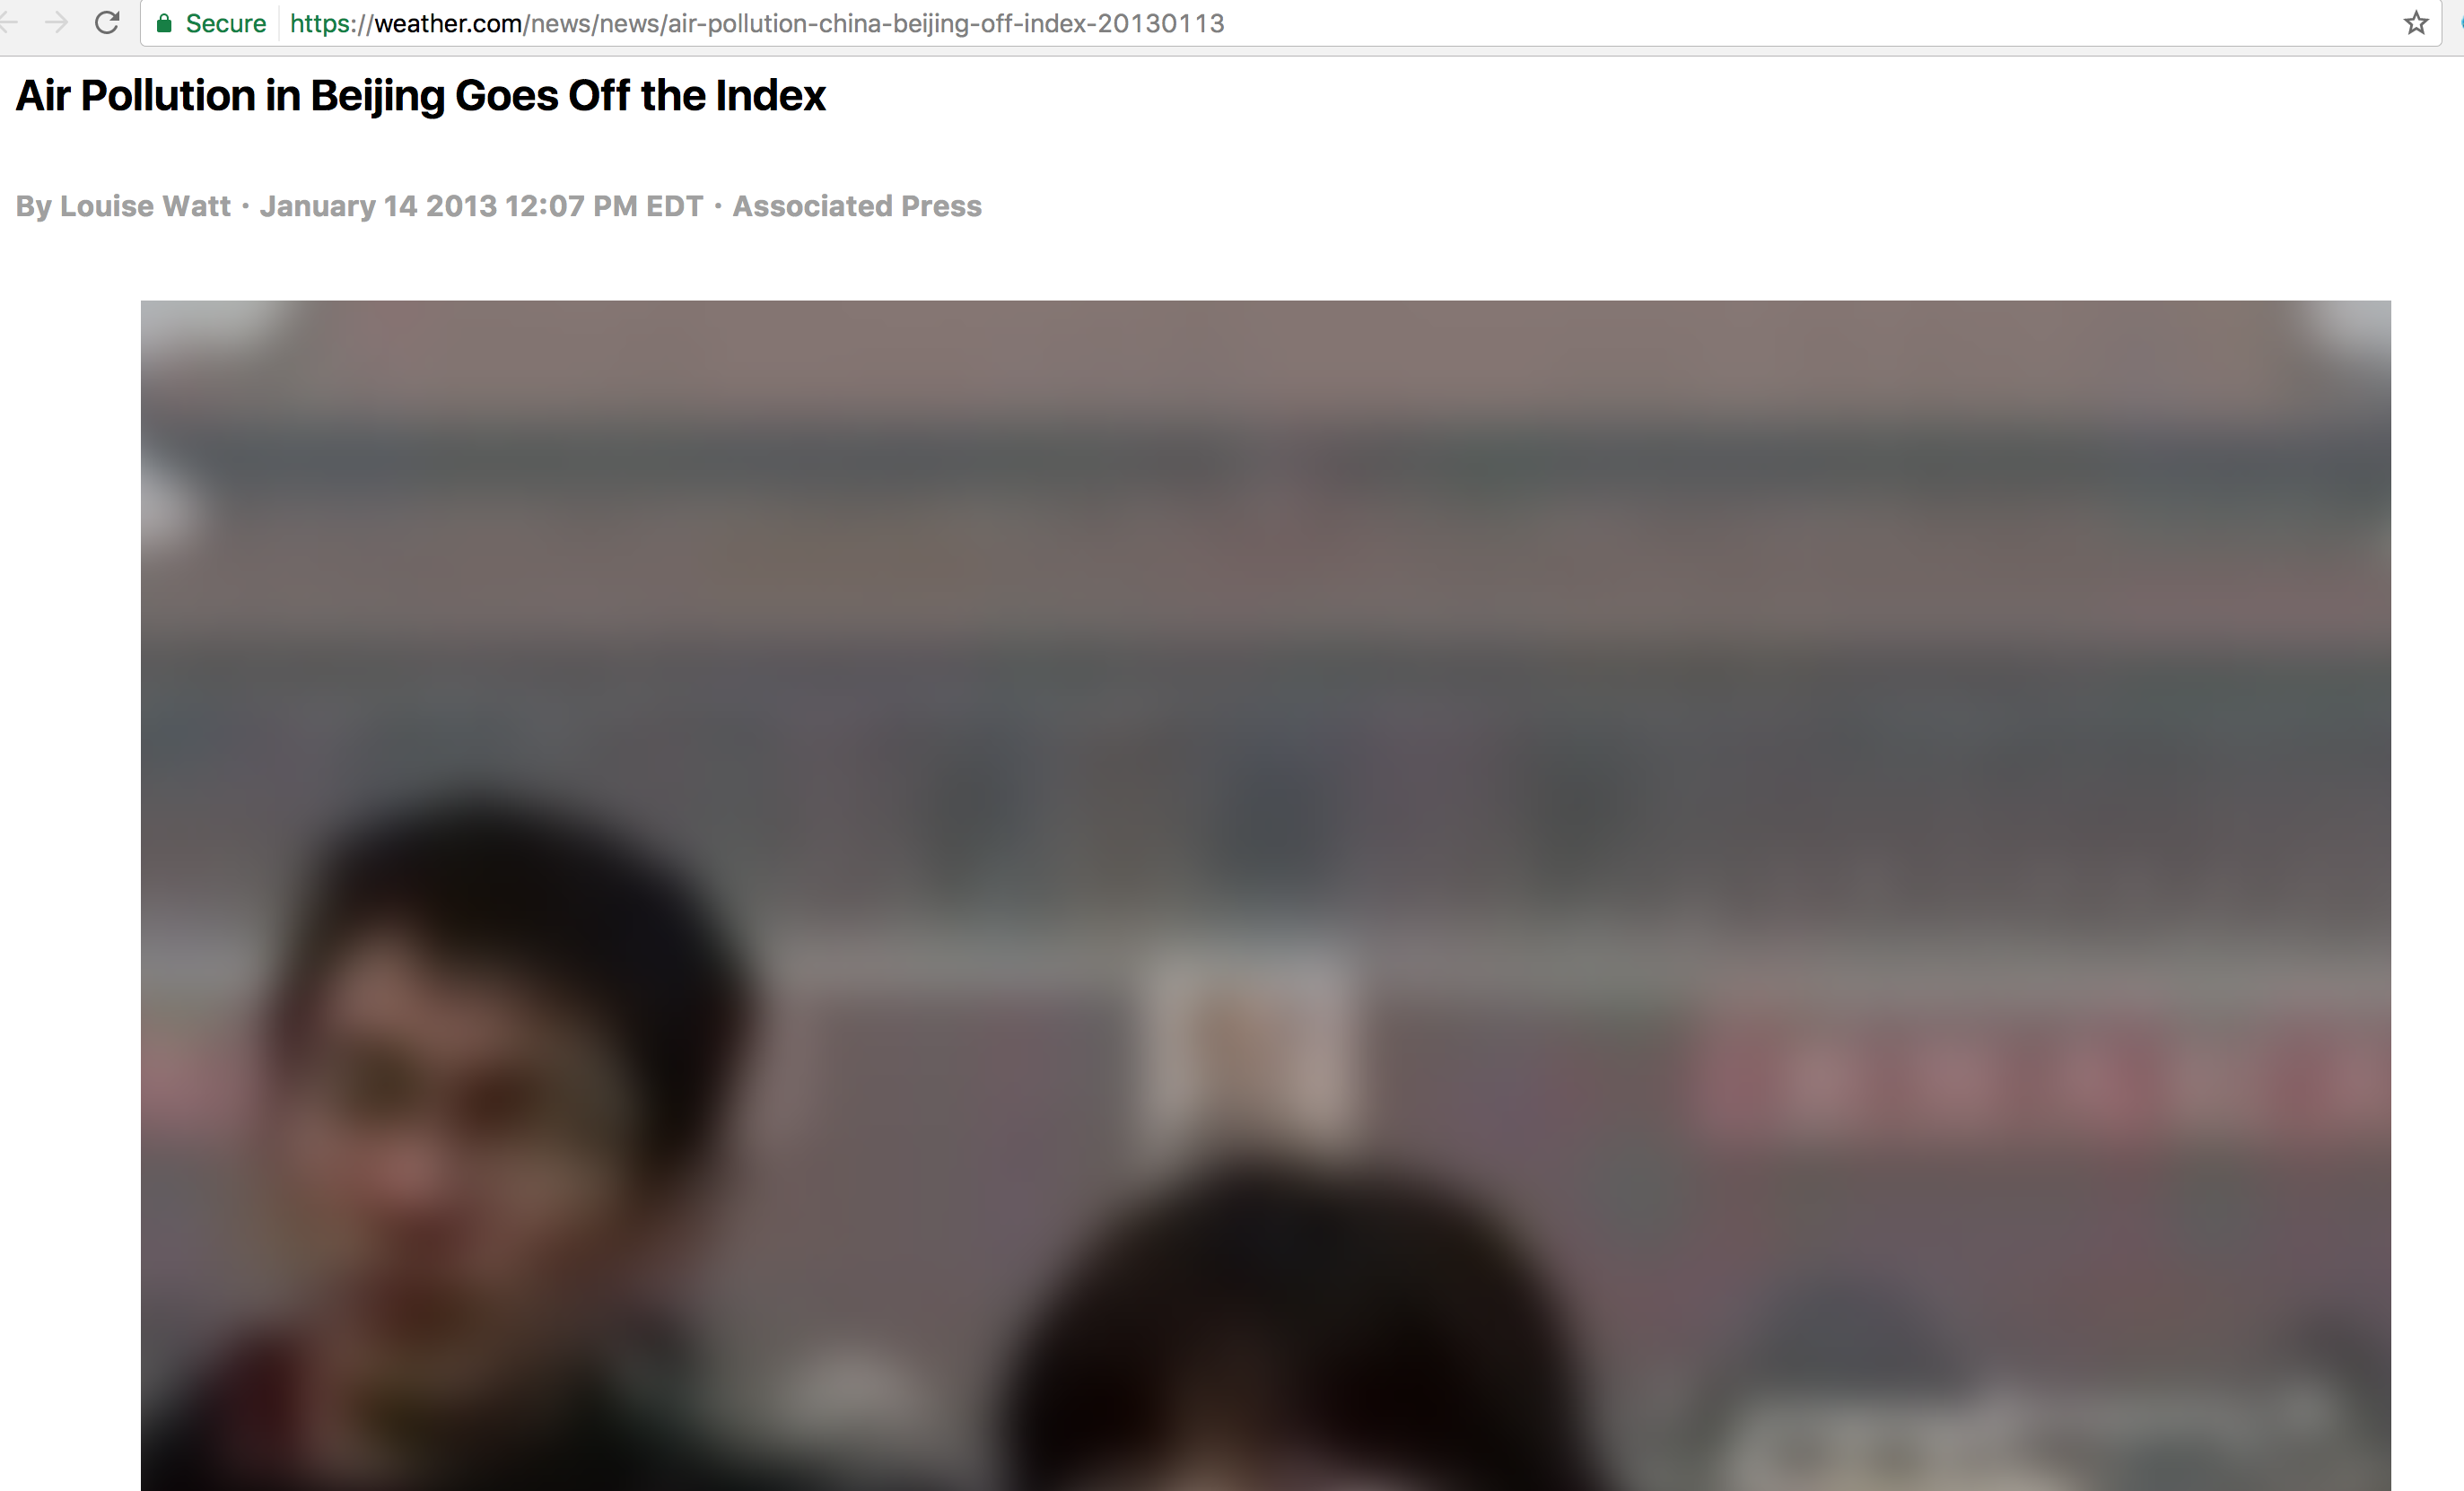 Secure https://weather.com/news/news/air-pollution-china-beijing-off-index-20130113
Air Pollution in Beijing Goes Off the Index
By Louise Watt · January 14 2013 12:07 PM EDT · Associated Press